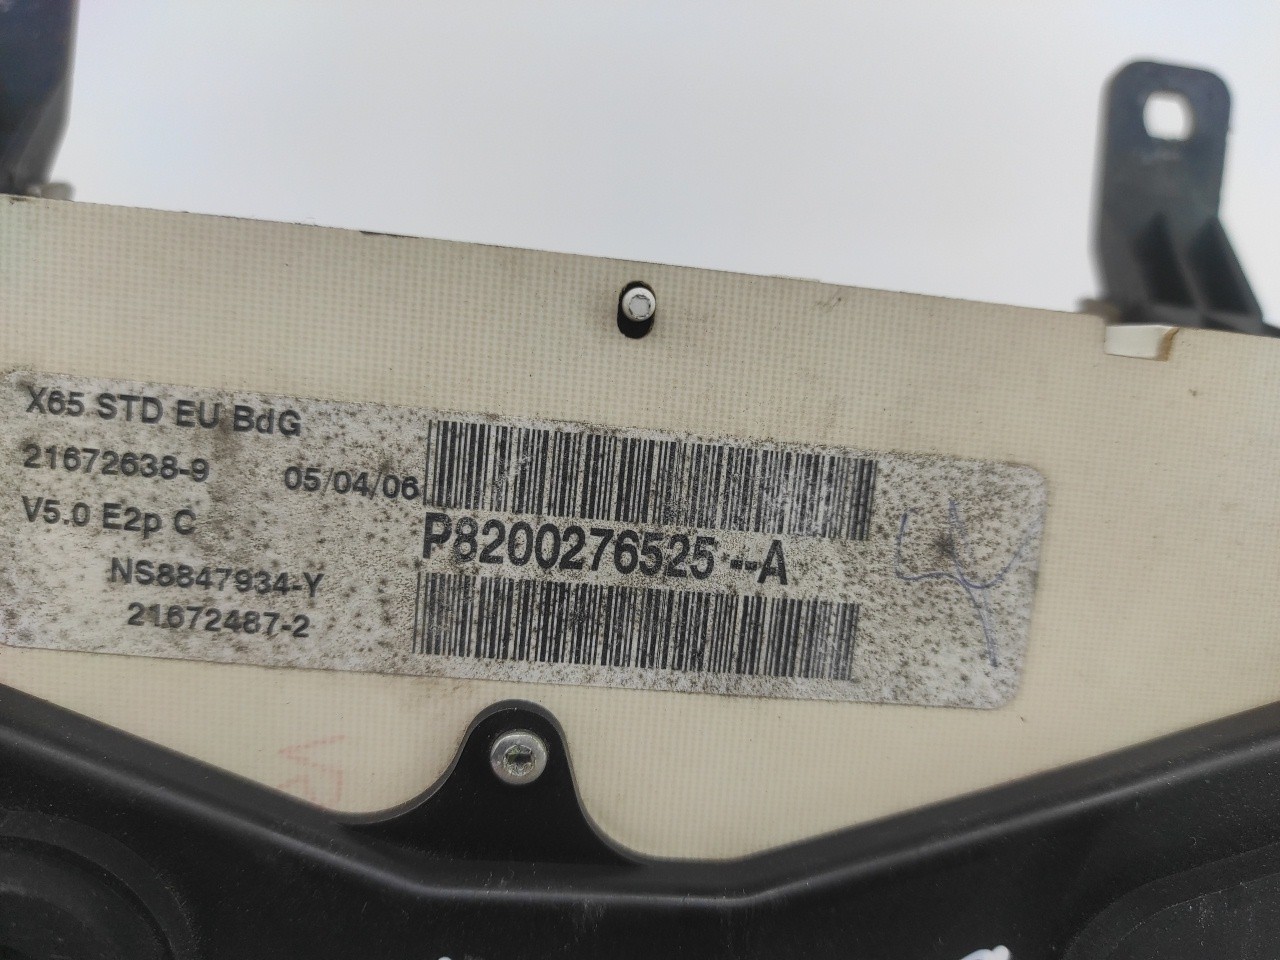 X65 STD EU BdG
21672638-9 05/04/06
V5.0 E2p C
P8200276525--A
NS8847934-Y
21672487-2